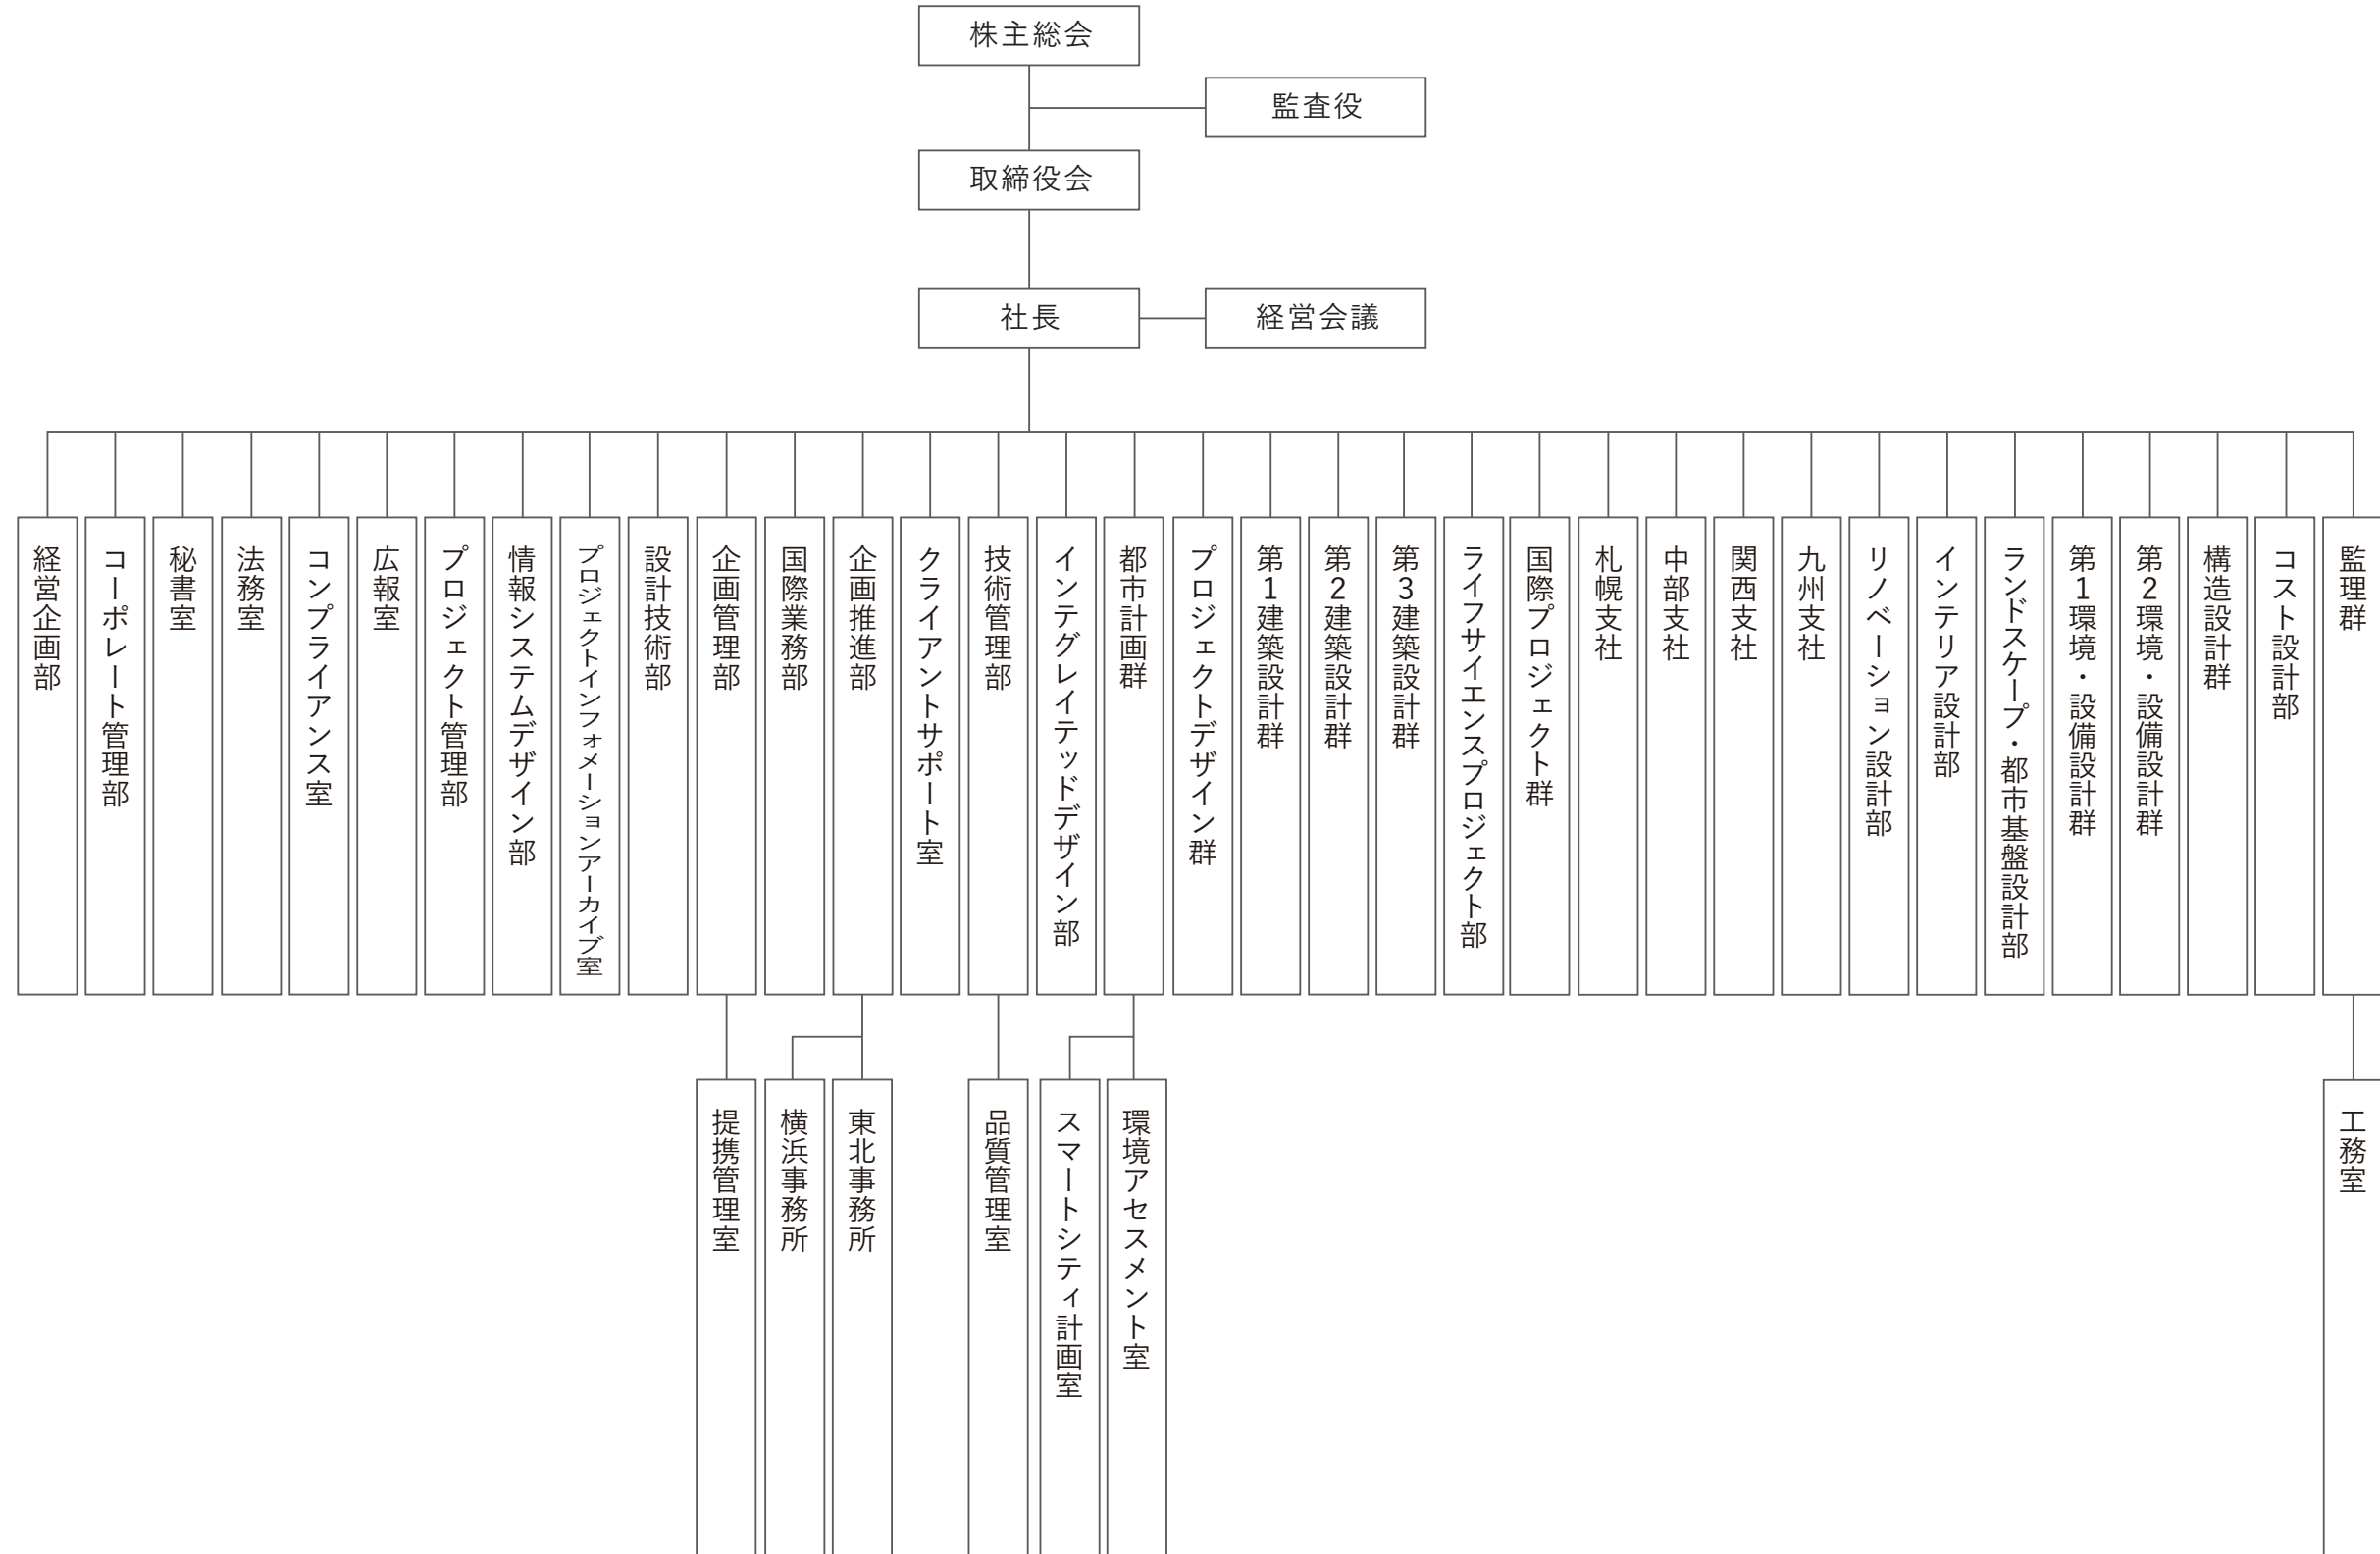 株主総会
監査役
取締役会
社長
経営会議
経営企画部
コーポレート管理部
秘書室
法務室
コンプライアンス室
広報室
プロジェクト管理部
情報システムデザイン部
プロジェクトインフォメーションアーカイブ室
設計技術部
企画管理部
国際業務部
企画推進部
クライアントサポート室
技術管理部
インテグレイテッドデザイン部
都市計画群
プロジェクトデザイン群
第1建築設計群
第2建築設計群
第3建築設計群
ライフサイエンスプロジェクト部
国際プロジェクト群
札幌支社
中部支社
関西支社
九州支社
リノベーション設計部
インテリア設計部
ランドスケープ・都市基盤設計部
第1環境・設備設計群
第2環境・設備設計群
構造設計群
コスト設計部
監理群
提携管理室
横浜事務所
東北事務所
品質管理室
スマートシティ計画室
環境アセスメント室
工務室